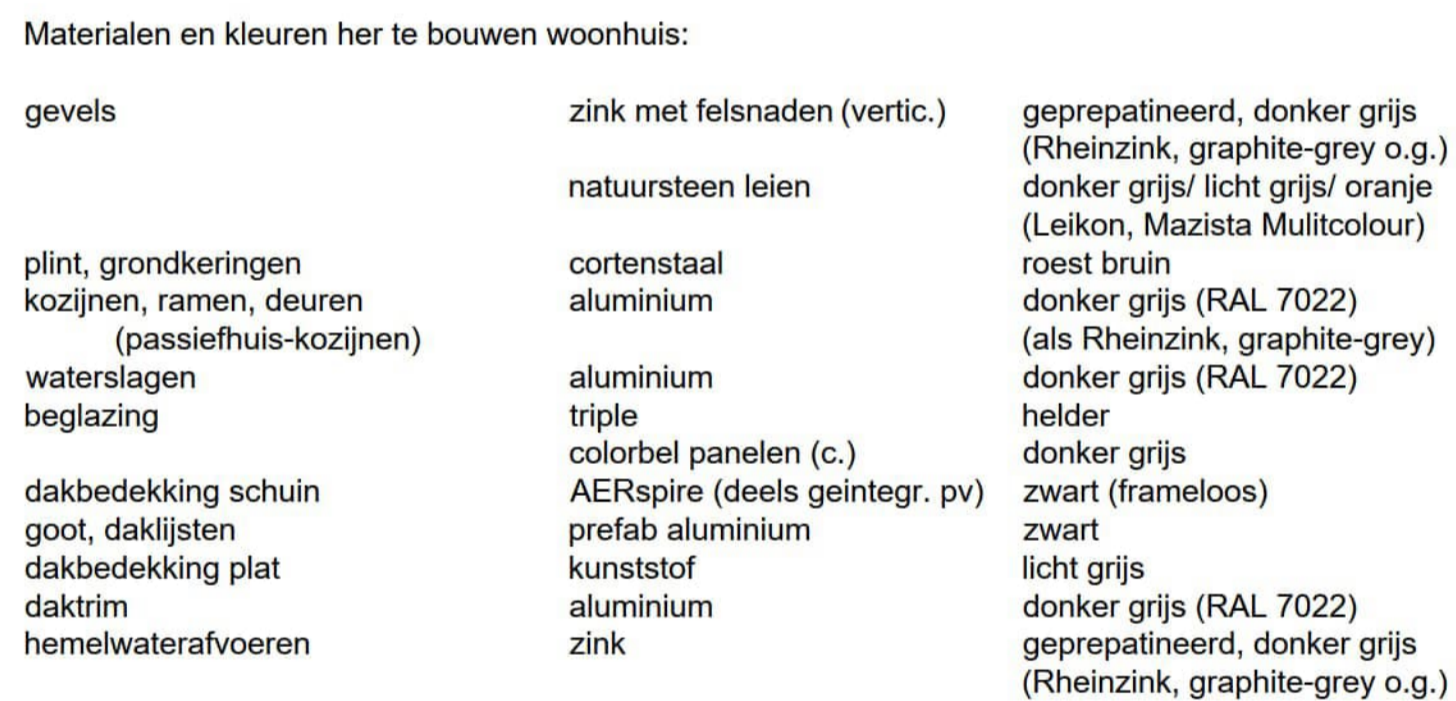 Materialen en kleuren her te bouwen woonhuis:
gevels zink met felsnaden (vertic.) geprepatineerd, donker grijs
(Rheinzink, graphite-grey o.g.)
natuursteen leien donker grijs/ licht grijs/ oranje
(Leikon, Mazista Mulitcolour)
plint, grondkeringen cortenstaal roest bruin
kozijnen, ramen, deuren aluminium donker grijs (RAL 7022)
(passiefhuis-kozijnen) (als Rheinzink, graphite-grey)
waterslagen aluminium donker grijs (RAL 7022)
beglazing triple helder
colorbel panelen (c.) donker grijs
dakbedekking schuin AERspire (deels geintegr. pv) zwart (frameloos)
goot, daklijsten prefab aluminium zwart
dakbedekking plat kunststof licht grijs
daktrim aluminium donker grijs (RAL 7022)
hemelwaterafvoeren zink geprepatineerd, donker grijs
(Rheinzink, graphite-grey o.g.)